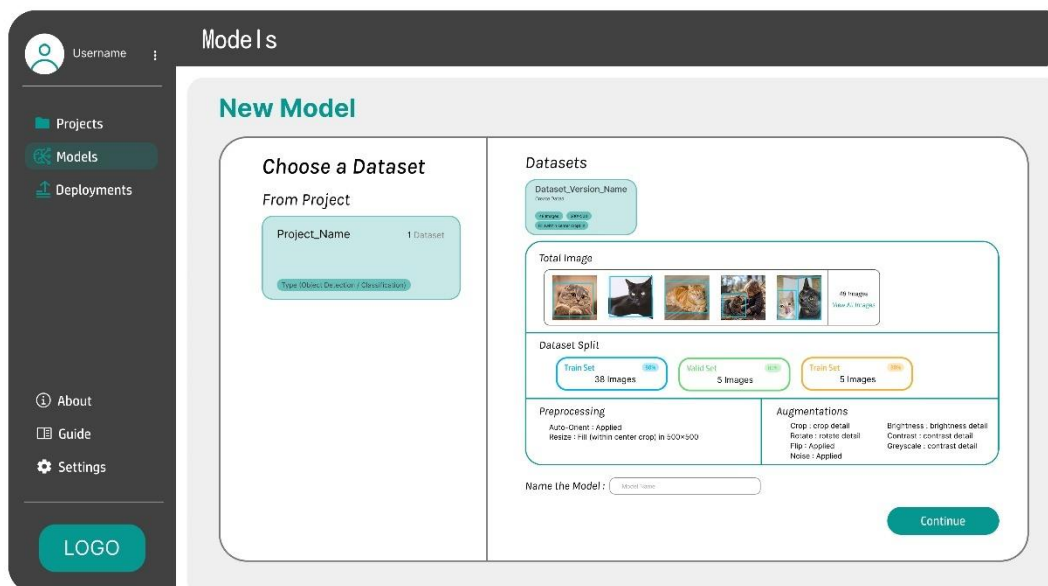 Username
Models
Projects
Models
Deployments
About
Guide
Settings
LOGO
New Model
Choose a Dataset
From Project
Project_Name
1 Dataset
Type (Object Detection / Classification)
Datasets
Dataset_Version_Name
Total Image
49 Images
View All Images
Dataset Split
Train Set
38 Images
Valid Set
5 Images
Train Set
5 Images
Preprocessing
Auto-Orient : Applied
Resize : Fill (within center crop) in 500×500
Augmentations
Crop : crop detail
Rotate : rotate detail
Flip : Applied
Noise : Applied
Brightness : brightness detail
Contrast : contrast detail
Greyscale : contrast detail
Name the Model :
Model Name
Continue